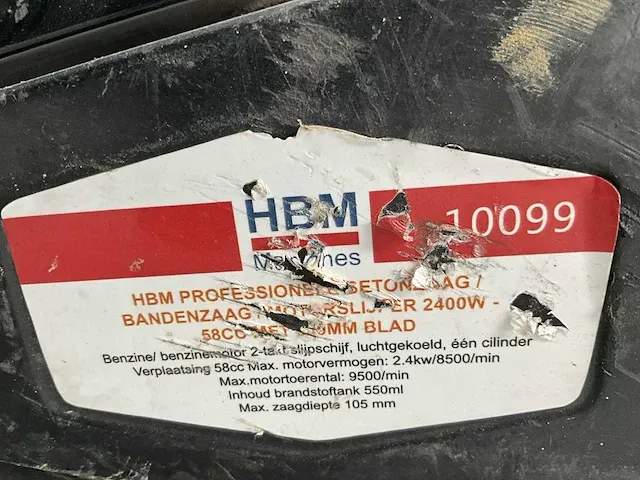 HBM
10099
Machines
HBM PROFESSIONELE BETONZAAG /
BANDENZAAG / MOTORSLIJPER 2400W -
58CC MET BLAD
Benzine/ benzinemotor 2-takt slijpschijf, luchtgekoeld, één cilinder
Verplaatsing 58cc Max. motorvermogen: 2.4kw/8500/min
Max.motortoerental: 9500/min
Inhoud brandstoftank 550ml
Max. zaagdiepte 105 mm